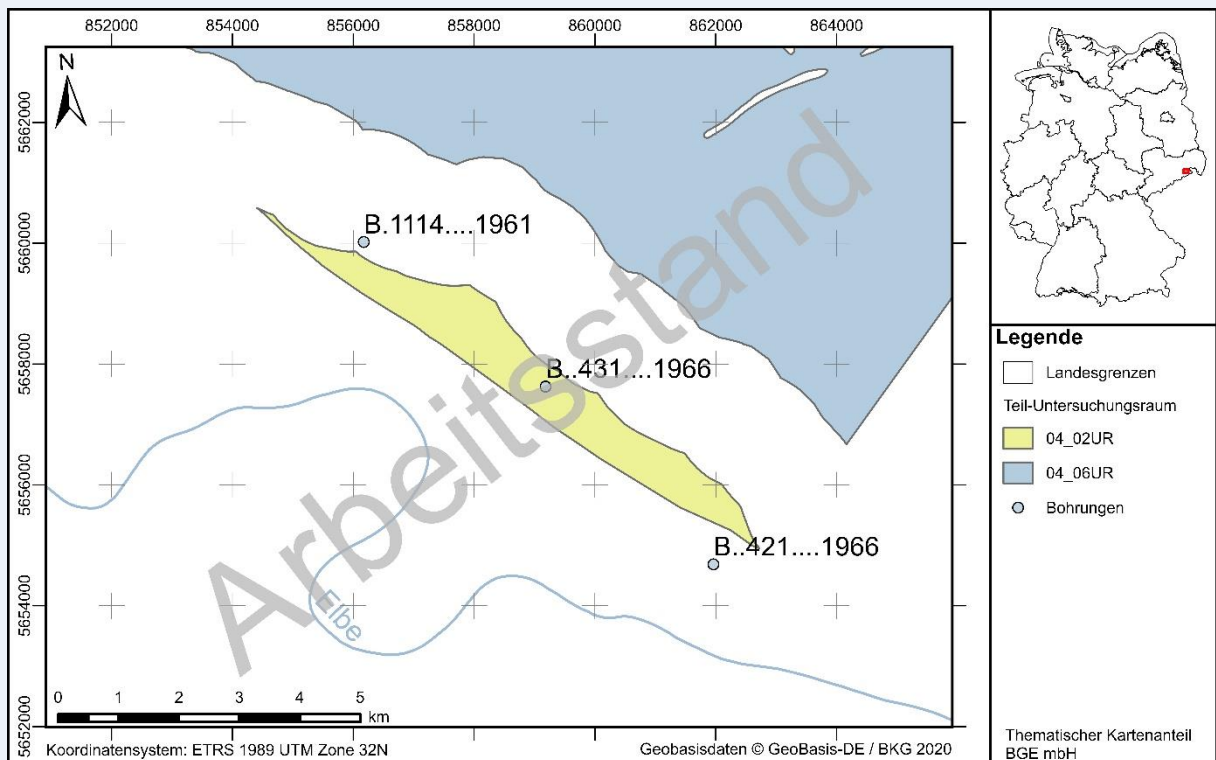 852000 854000 856000 858000 860000 862000 864000
N
5662000
5660000
5658000
5656000
5654000
5652000
B.1114....1961
B..431....1966
B..421....1966
Arbeitsstand
Elbe
0 1 2 3 4 5
km
Koordinatensystem: ETRS 1989 UTM Zone 32N
Geobasisdaten © GeoBasis-DE / BKG 2020
Legende
Landesgrenzen
Teil-Untersuchungsraum
04_02UR
04_06UR
Bohrungen
Thematischer Kartenanteil
BGE mbH